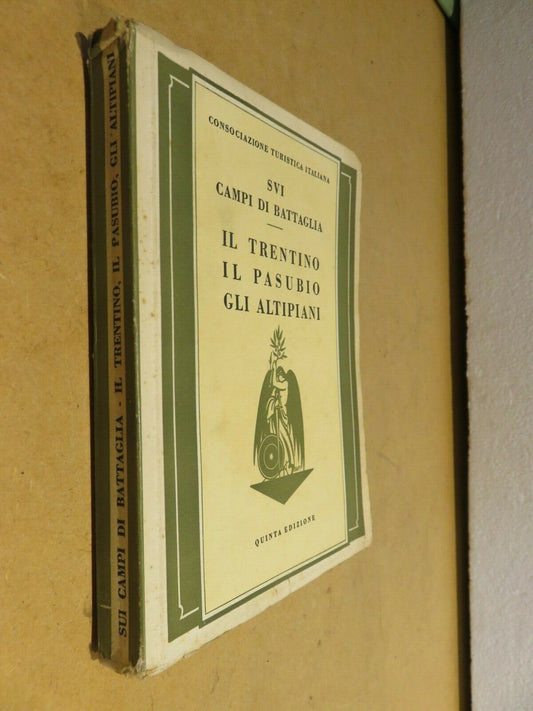 CONSOCIAZIONE TURISTICA ITALIANA
SVI
CAMPI DI BATTAGLIA
IL TRENTINO
IL PASUBIO
GLI ALTIPIANI
QUINTA EDIZIONE
SUI CAMPI DI BATTAGLIA - IL TRENTINO, IL PASUBIO, GLI ALTIPIANI